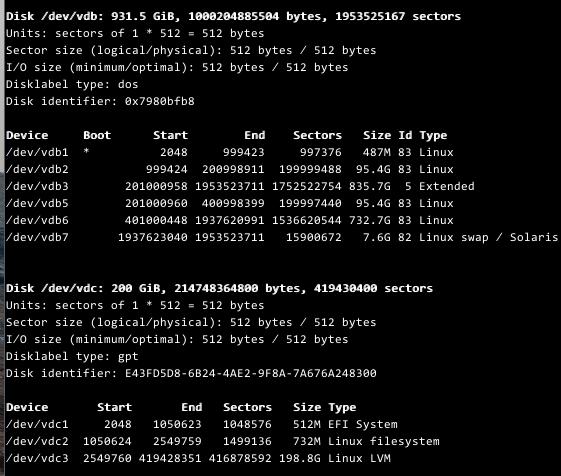 Disk /dev/vdb: 931.5 GiB, 1000204885504 bytes, 1953525167 sectors
Units: sectors of 1 * 512 = 512 bytes
Sector size (logical/physical): 512 bytes / 512 bytes
I/O size (minimum/optimal): 512 bytes / 512 bytes
Disklabel type: dos
Disk identifier: 0x7980bfb8
Device Boot Start End Sectors Size Id Type
/dev/vdb1 * 2048 999423 997376 487M 83 Linux
/dev/vdb2 999424 200998911 199999488 95.4G 83 Linux
/dev/vdb3 201000958 1953523711 1752522754 835.7G 5 Extended
/dev/vdb5 201000960 400998399 199997440 95.4G 83 Linux
/dev/vdb6 401000448 1937620991 1536620544 732.7G 83 Linux
/dev/vdb7 1937623040 1953523711 15900672 7.6G 82 Linux swap / Solaris
Disk /dev/vdc: 200 GiB, 214748364800 bytes, 419430400 sectors
Units: sectors of 1 * 512 = 512 bytes
Sector size (logical/physical): 512 bytes / 512 bytes
I/O size (minimum/optimal): 512 bytes / 512 bytes
Disklabel type: gpt
Disk identifier: E43FD5D8-6B24-4AE2-9F8A-7A676A248300
Device Start End Sectors Size Type
/dev/vdc1 2048 1050623 1048576 512M EFI System
/dev/vdc2 1050624 2549759 1499136 732M Linux filesystem
/dev/vdc3 2549760 419428351 416878592 198.8G Linux LVM